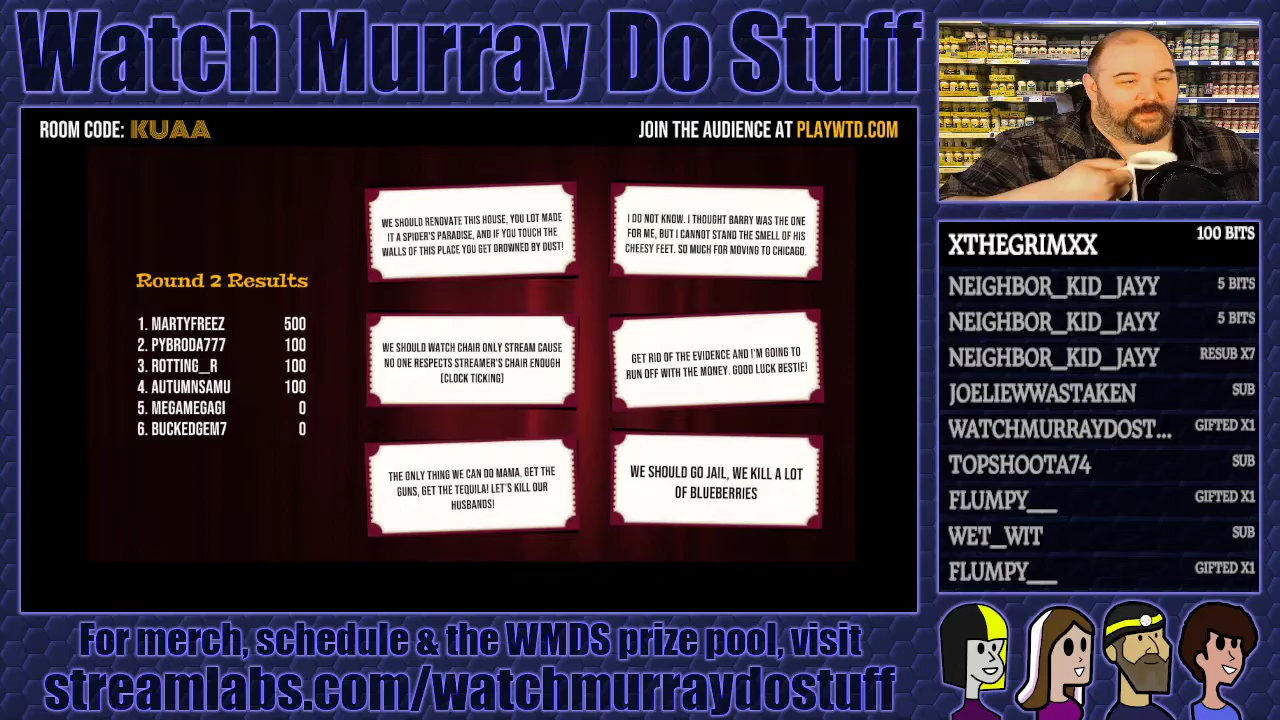 Watch Murray Do Stuff
ROOM CODE: KUAA
JOIN THE AUDIENCE AT PLAYWTD.COM
Round 2 Results
1. MARTYFREEZ 500
2. PYBRODA777 100
3. ROTTING__R 100
4. AUTUMNSAMU 100
5. MEGAMEGAGI 0
6. BUCKEDGEM7 0
WE SHOULD RENOVATE THIS HOUSE, YOU LOT MADE
IT A SPIDER'S PARADISE, AND IF YOU TOUCH THE
WALLS OF THIS PLACE YOU GET DROWNED BY DUST!
I DO NOT KNOW. I THOUGHT BARRY WAS THE ONE
FOR ME, BUT I CANNOT STAND THE SMELL OF HIS
CHEESY FEET. SO MUCH FOR MOVING TO CHICAGO.
WE SHOULD WATCH CHAIR ONLY STREAM CAUSE
NO ONE RESPECTS STREAMER'S CHAIR ENOUGH
[CLOCK TICKING]
GET RID OF THE EVIDENCE AND I'M GOING TO
RUN OFF WITH THE MONEY. GOOD LUCK BESTIE!
THE ONLY THING WE CAN DO MAMA. GET THE
GUNS, GET THE TEQUILA! LET'S KILL OUR
HUSBANDS!
WE SHOULD GO JAIL, WE KILL A LOT
OF BLUEBERRIES
XTHEGRIMXX 100 BITS
NEIGHBOR_KID_JAYY 5 BITS
NEIGHBOR_KID_JAYY 5 BITS
NEIGHBOR_KID_JAYY RESUB X7
JOELIEWWASTAKEN SUB
WATCHMURRAYDOST... GIFTED X1
TOPSHOOTA74 SUB
FLUMPY__ GIFTED X1
WET_WIT SUB
FLUMPY__ GIFTED X1
For merch, schedule & the WMDS prize pool, visit
streamlabs.com/watchmurraydostuff